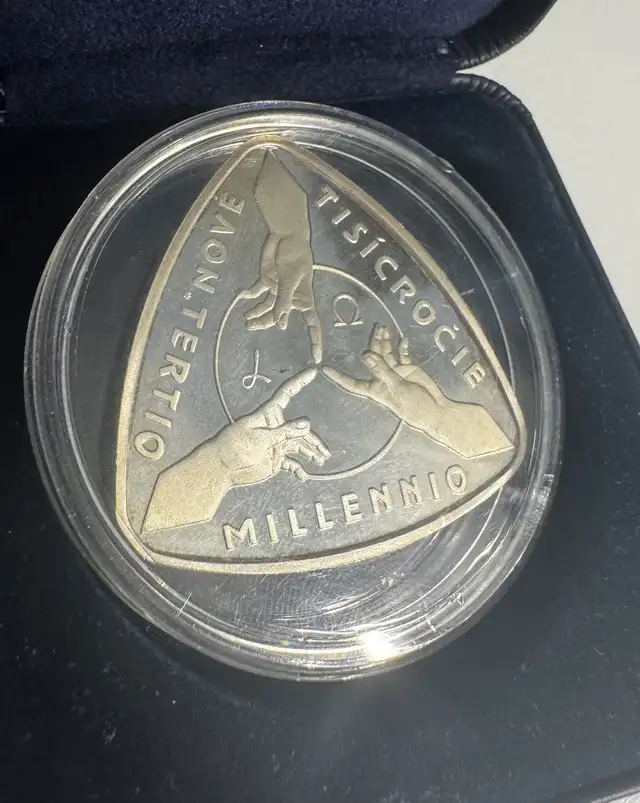 NOVÉ TISÍCROČIE
TERTIO MILLENNIO
Ω
α